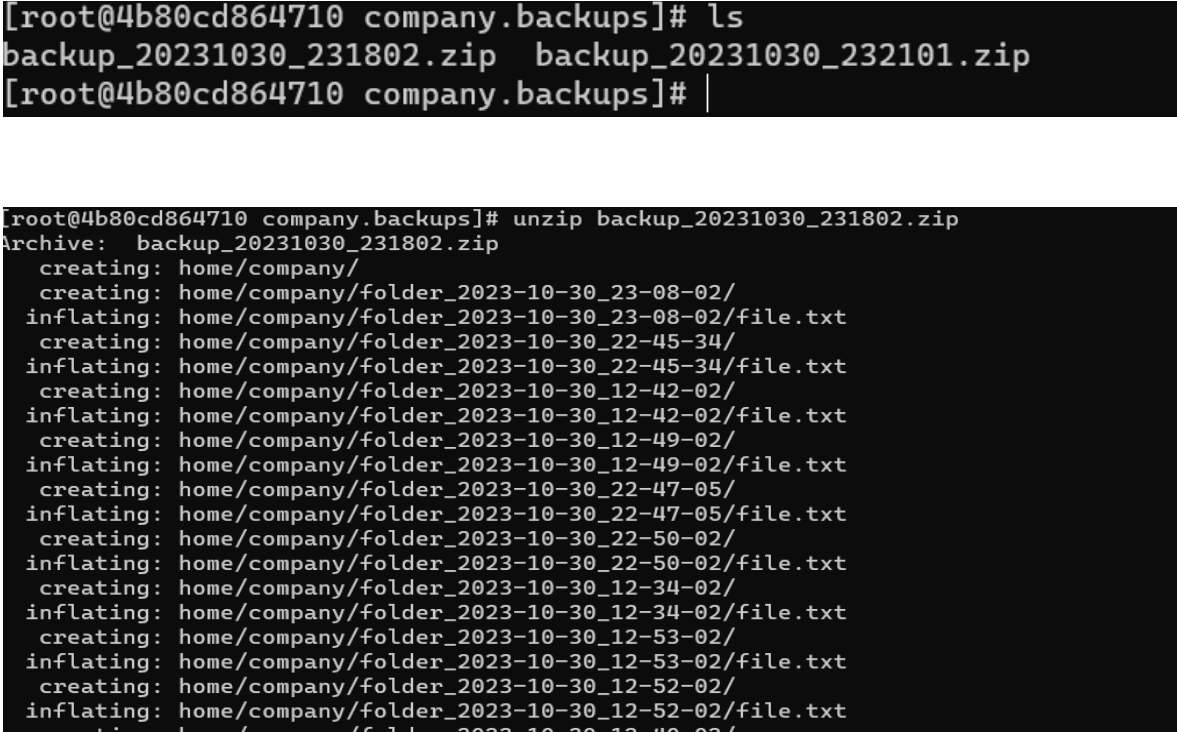 [root@4b80cd864710 company.backups]# ls
backup_20231030_231802.zip  backup_20231030_232101.zip
[root@4b80cd864710 company.backups]#
[root@4b80cd864710 company.backups]# unzip backup_20231030_231802.zip
Archive:  backup_20231030_231802.zip
   creating: home/company/
   creating: home/company/folder_2023-10-30_23-08-02/
  inflating: home/company/folder_2023-10-30_23-08-02/file.txt
   creating: home/company/folder_2023-10-30_22-45-34/
  inflating: home/company/folder_2023-10-30_22-45-34/file.txt
   creating: home/company/folder_2023-10-30_12-42-02/
  inflating: home/company/folder_2023-10-30_12-42-02/file.txt
   creating: home/company/folder_2023-10-30_12-49-02/
  inflating: home/company/folder_2023-10-30_12-49-02/file.txt
   creating: home/company/folder_2023-10-30_22-47-05/
  inflating: home/company/folder_2023-10-30_22-47-05/file.txt
   creating: home/company/folder_2023-10-30_22-50-02/
  inflating: home/company/folder_2023-10-30_22-50-02/file.txt
   creating: home/company/folder_2023-10-30_12-34-02/
  inflating: home/company/folder_2023-10-30_12-34-02/file.txt
   creating: home/company/folder_2023-10-30_12-53-02/
  inflating: home/company/folder_2023-10-30_12-53-02/file.txt
   creating: home/company/folder_2023-10-30_12-52-02/
  inflating: home/company/folder_2023-10-30_12-52-02/file.txt